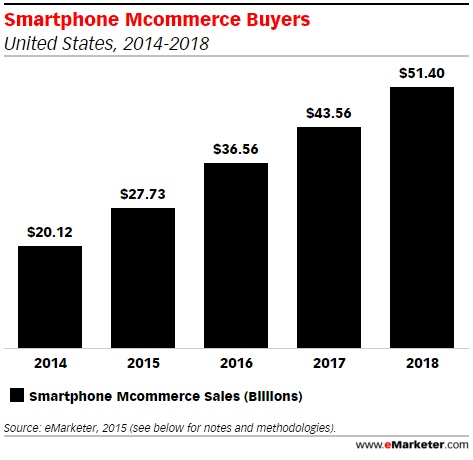 Smartphone Mcommerce Buyers
United States, 2014-2018
$51.40
$43.56
$36.56
$27.73
$20.12
2014 2015 2016 2017 2018
Smartphone Mcommerce Sales (Billions)
Source: eMarketer, 2015 (see below for notes and methodologies).
www.eMarketer.com